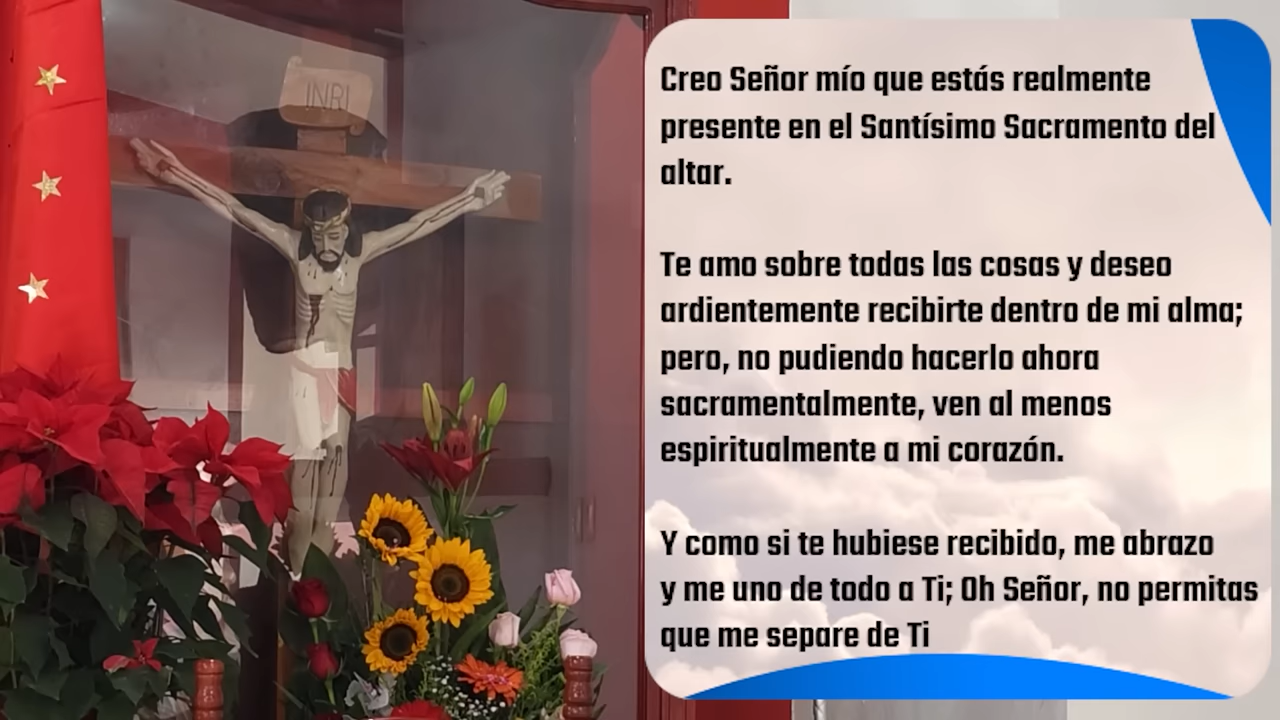 INRI
Creo Señor mío que estás realmente
presente en el Santísimo Sacramento del
altar.
Te amo sobre todas las cosas y deseo
ardientemente recibirte dentro de mi alma;
pero, no pudiendo hacerlo ahora
sacramentalmente, ven al menos
espiritualmente a mi corazón.
Y como si te hubiese recibido, me abrazo
y me uno de todo a Ti; Oh Señor, no permitas
que me separe de Ti